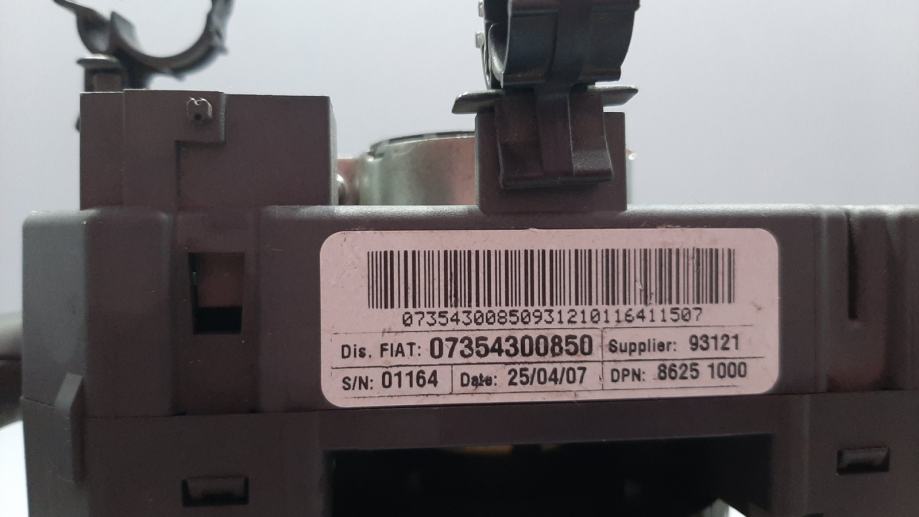 07354300850931210116411507
Dis. FIAT: 07354300850 Supplier: 93121
S/N: 01164 Date: 25/04/07 DPN: 8625 1000